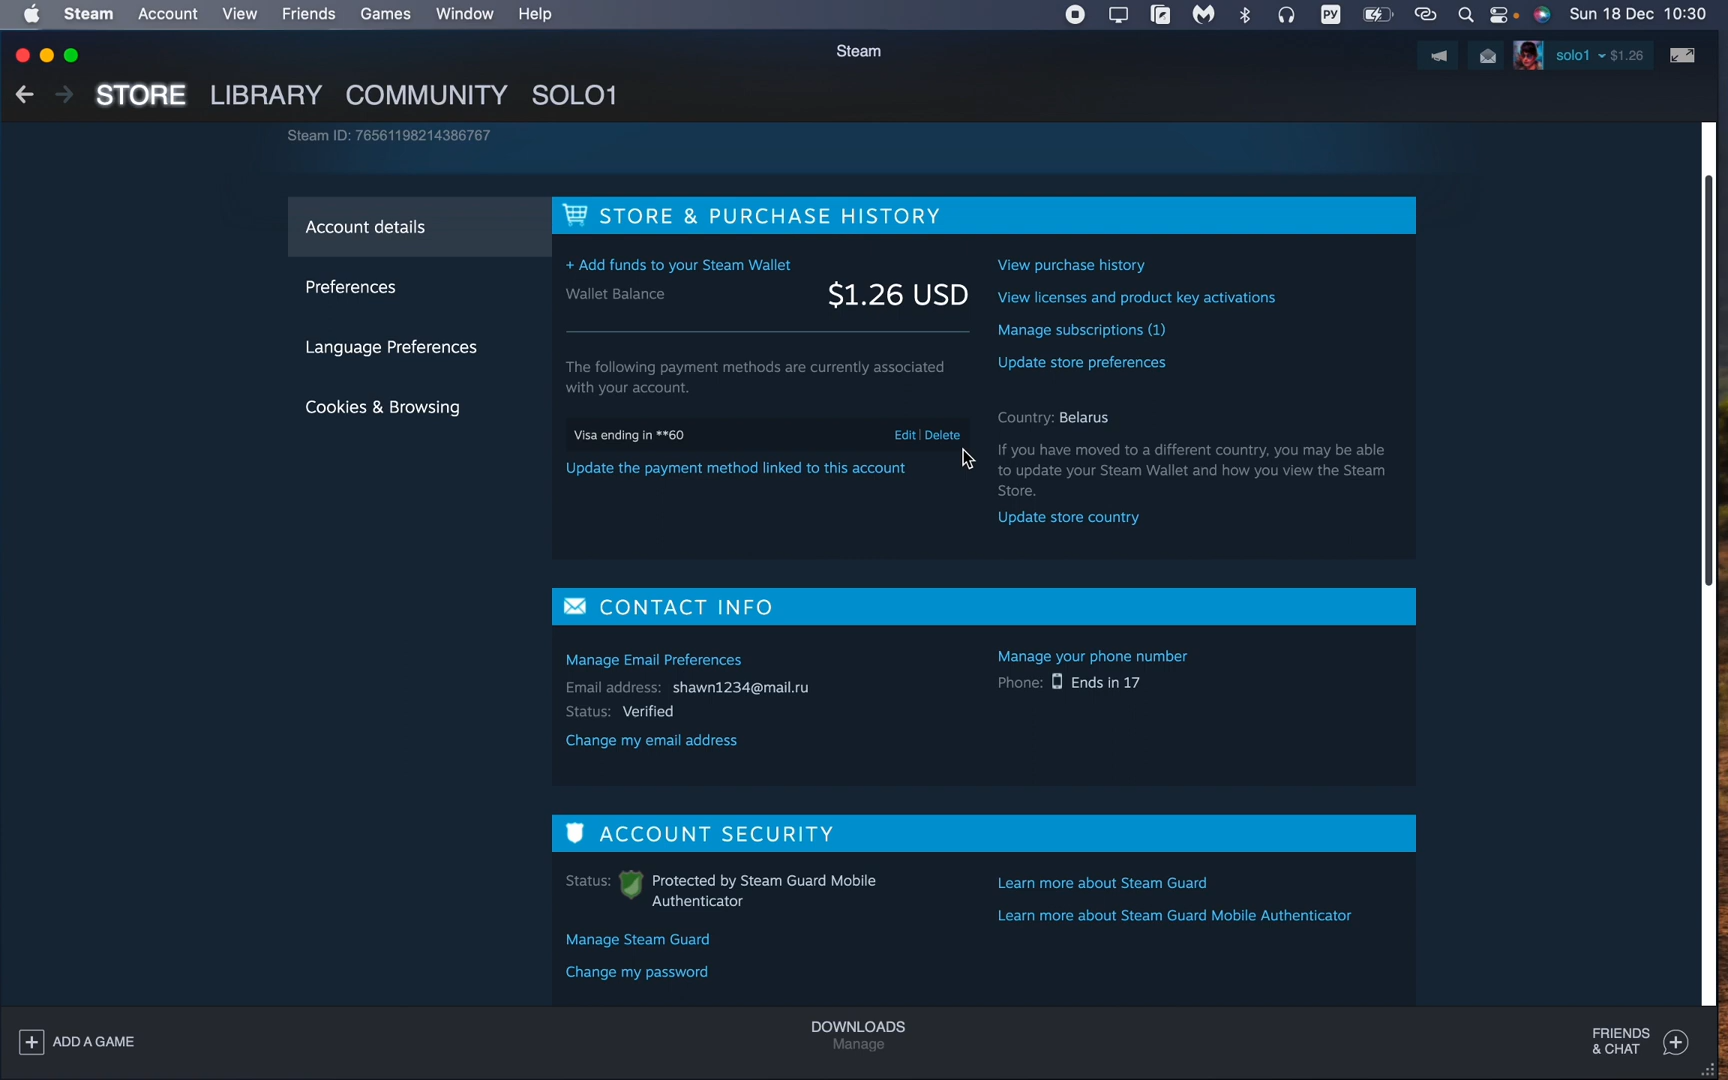 Steam Account View Friends Games Window Help
РУ
Sun 18 Dec 10:30
Steam
solo1 $1.26
STORE LIBRARY COMMUNITY SOLO1
Steam ID: 76561198214386767
Account details
Preferences
Language Preferences
Cookies & Browsing
STORE & PURCHASE HISTORY
+ Add funds to your Steam Wallet
Wallet Balance $1.26 USD
The following payment methods are currently associated
with your account.
Visa ending in **60 Edit | Delete
Update the payment method linked to this account
View purchase history
View licenses and product key activations
Manage subscriptions (1)
Update store preferences
Country: Belarus
If you have moved to a different country, you may be able
to update your Steam Wallet and how you view the Steam
Store.
Update store country
CONTACT INFO
Manage Email Preferences
Email address: shawn1234@mail.ru
Status: Verified
Change my email address
Manage your phone number
Phone: Ends in 17
ACCOUNT SECURITY
Status: Protected by Steam Guard Mobile
Authenticator
Manage Steam Guard
Change my password
Learn more about Steam Guard
Learn more about Steam Guard Mobile Authenticator
+ ADD A GAME
DOWNLOADS
Manage
FRIENDS
& CHAT